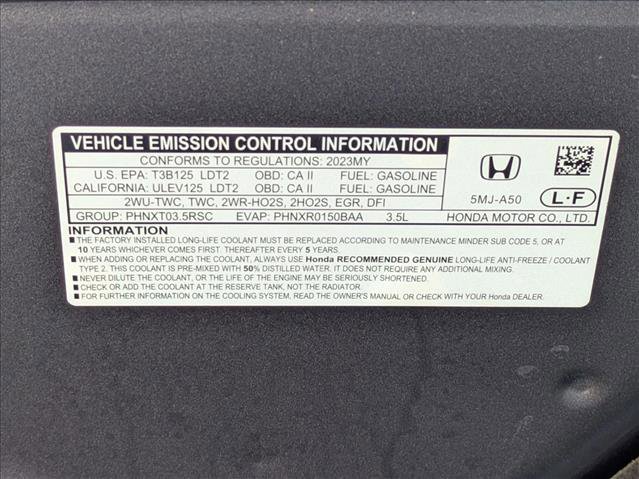 VEHICLE EMISSION CONTROL INFORMATION
CONFORMS TO REGULATIONS: 2023MY
U.S. EPA: T3B125 LDT2 OBD: CA II FUEL: GASOLINE
CALIFORNIA: ULEV125 LDT2 OBD: CA II FUEL: GASOLINE
2WU-TWC, TWC, 2WR-HO2S, 2HO2S, EGR, DFI
GROUP: PHNXT03.5RSC EVAP: PHNXR0150BAA 3.5L
5MJ-A50 L·F
HONDA MOTOR CO., LTD.
INFORMATION
■ THE FACTORY INSTALLED LONG-LIFE COOLANT MUST BE REPLACED ACCORDING TO MAINTENANCE MINDER SUB CODE 5, OR AT
10 YEARS WHICHEVER COMES FIRST. THEREAFTER EVERY 5 YEARS.
■ WHEN ADDING OR REPLACING THE COOLANT, ALWAYS USE Honda RECOMMENDED GENUINE LONG-LIFE ANTI-FREEZE / COOLANT
TYPE 2. THIS COOLANT IS PRE-MIXED WITH 50% DISTILLED WATER. IT DOES NOT REQUIRE ANY ADDITIONAL MIXING.
■ NEVER DILUTE THE COOLANT, OR THE LIFE OF THE ENGINE MAY BE SERIOUSLY SHORTENED.
■ CHECK/ADD COOLANT AT THE RESERVE TANK, NOT THE RADIATOR.
■ FOR FURTHER INFORMATION ON THE COOLING SYSTEM, READ THE OWNER'S MANUAL OR CHECK WITH YOUR Honda DEALER.